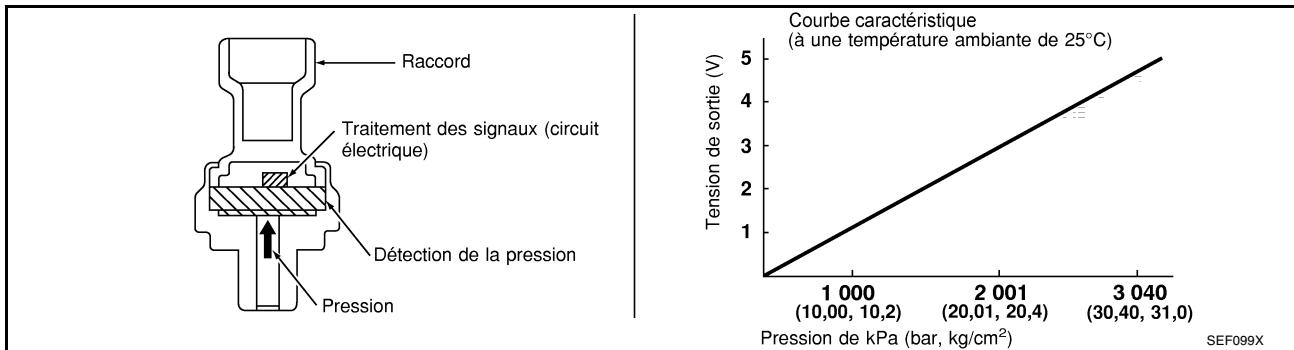 Raccord
Traitement des signaux (circuit
électrique)
Détection de la pression
Pression
Courbe caractéristique
(à une température ambiante de 25°C)
Tension de sortie (V)
5
4
3
2
1
1 000
(10,00, 10,2)
2 001
(20,01, 20,4)
3 040
(30,40, 31,0)
Pression de kPa (bar, kg/cm²)
SEF099X